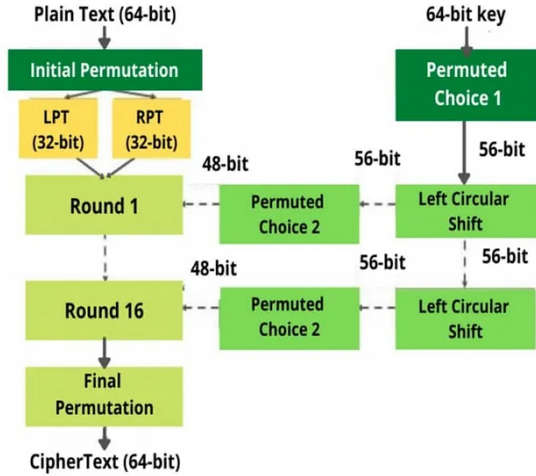 Plain Text (64-bit)
64-bit key
Initial Permutation
Permuted
Choice 1
LPT
(32-bit)
RPT
(32-bit)
56-bit
48-bit
56-bit
Round 1
Permuted
Choice 2
Left Circular
Shift
56-bit
48-bit
56-bit
Round 16
Permuted
Choice 2
Left Circular
Shift
Final
Permutation
CipherText (64-bit)